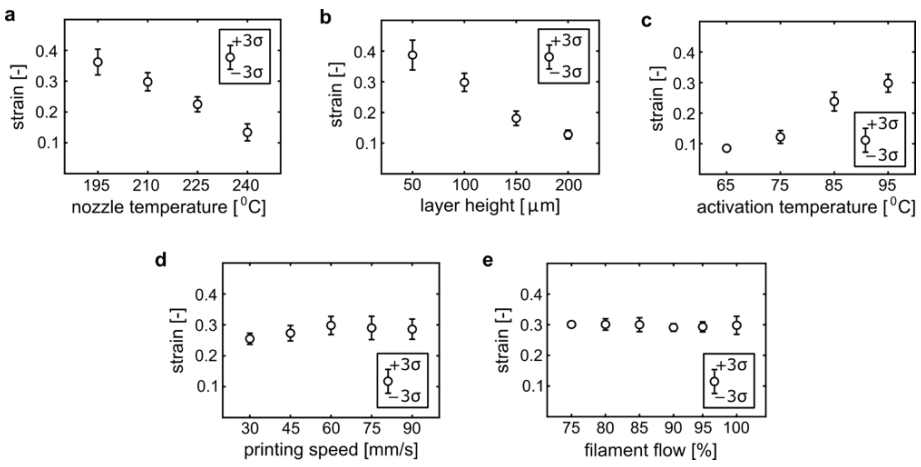 a
strain [-]
0.4
0.3
0.2
0.1
+3σ
−3σ
195 210 225 240
nozzle temperature [⁰C]
b
strain [-]
0.4
0.3
0.2
0.1
+3σ
−3σ
50 100 150 200
layer height [μm]
c
strain [-]
0.4
0.3
0.2
0.1
+3σ
−3σ
65 75 85 95
activation temperature [⁰C]
d
strain [-]
0.4
0.3
0.2
0.1
+3σ
−3σ
30 45 60 75 90
printing speed [mm/s]
e
strain [-]
0.4
0.3
0.2
0.1
+3σ
−3σ
75 80 85 90 95 100
filament flow [%]